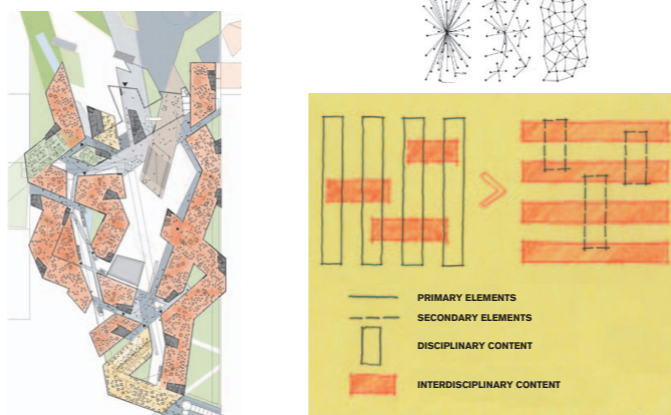 PRIMARY ELEMENTS
SECONDARY ELEMENTS
DISCIPLINARY CONTENT
INTERDISCIPLINARY CONTENT